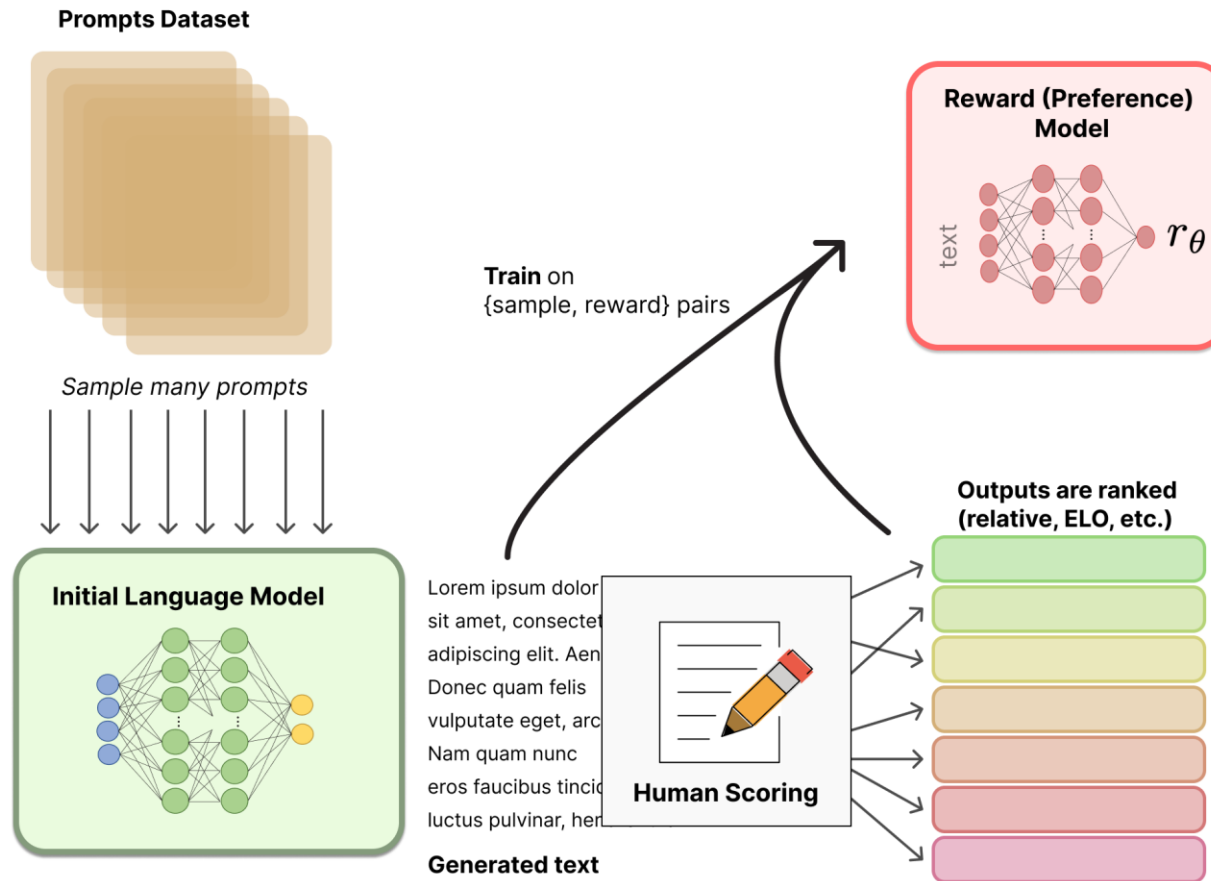 Prompts Dataset
Sample many prompts
Initial Language Model
Train on
{sample, reward} pairs
Reward (Preference)
Model
text
r_θ
Lorem ipsum dolor
sit amet, consectet
adipiscing elit. Aen
Donec quam felis
vulputate eget, arc
Nam quam nunc
eros faucibus tincid
luctus pulvinar, hen
Generated text
Human Scoring
Outputs are ranked
(relative, ELO, etc.)